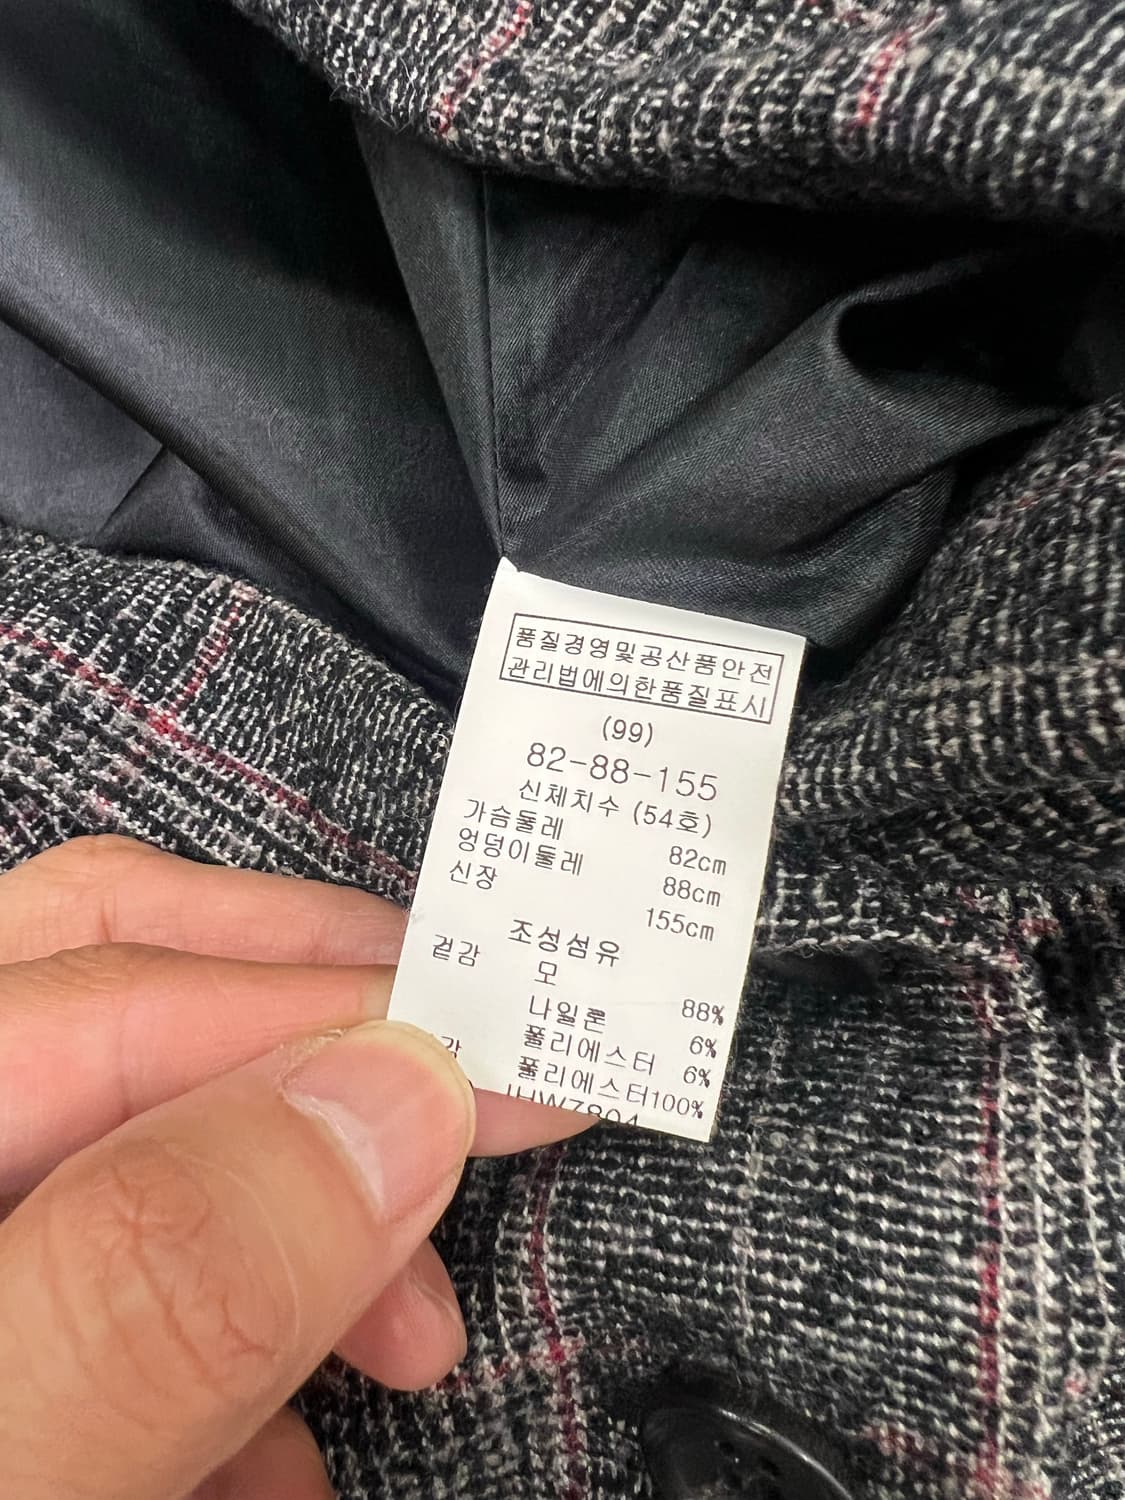 품질경영및공산품안전
관리법에의한품질표시
(99)
82-88-155
신체치수 (54호)
가슴둘레 82cm
엉덩이둘레 88cm
신장 155cm
조성섬유
겉감 모 88%
나일론 6%
폴리에스터 6%
폴리에스터100%